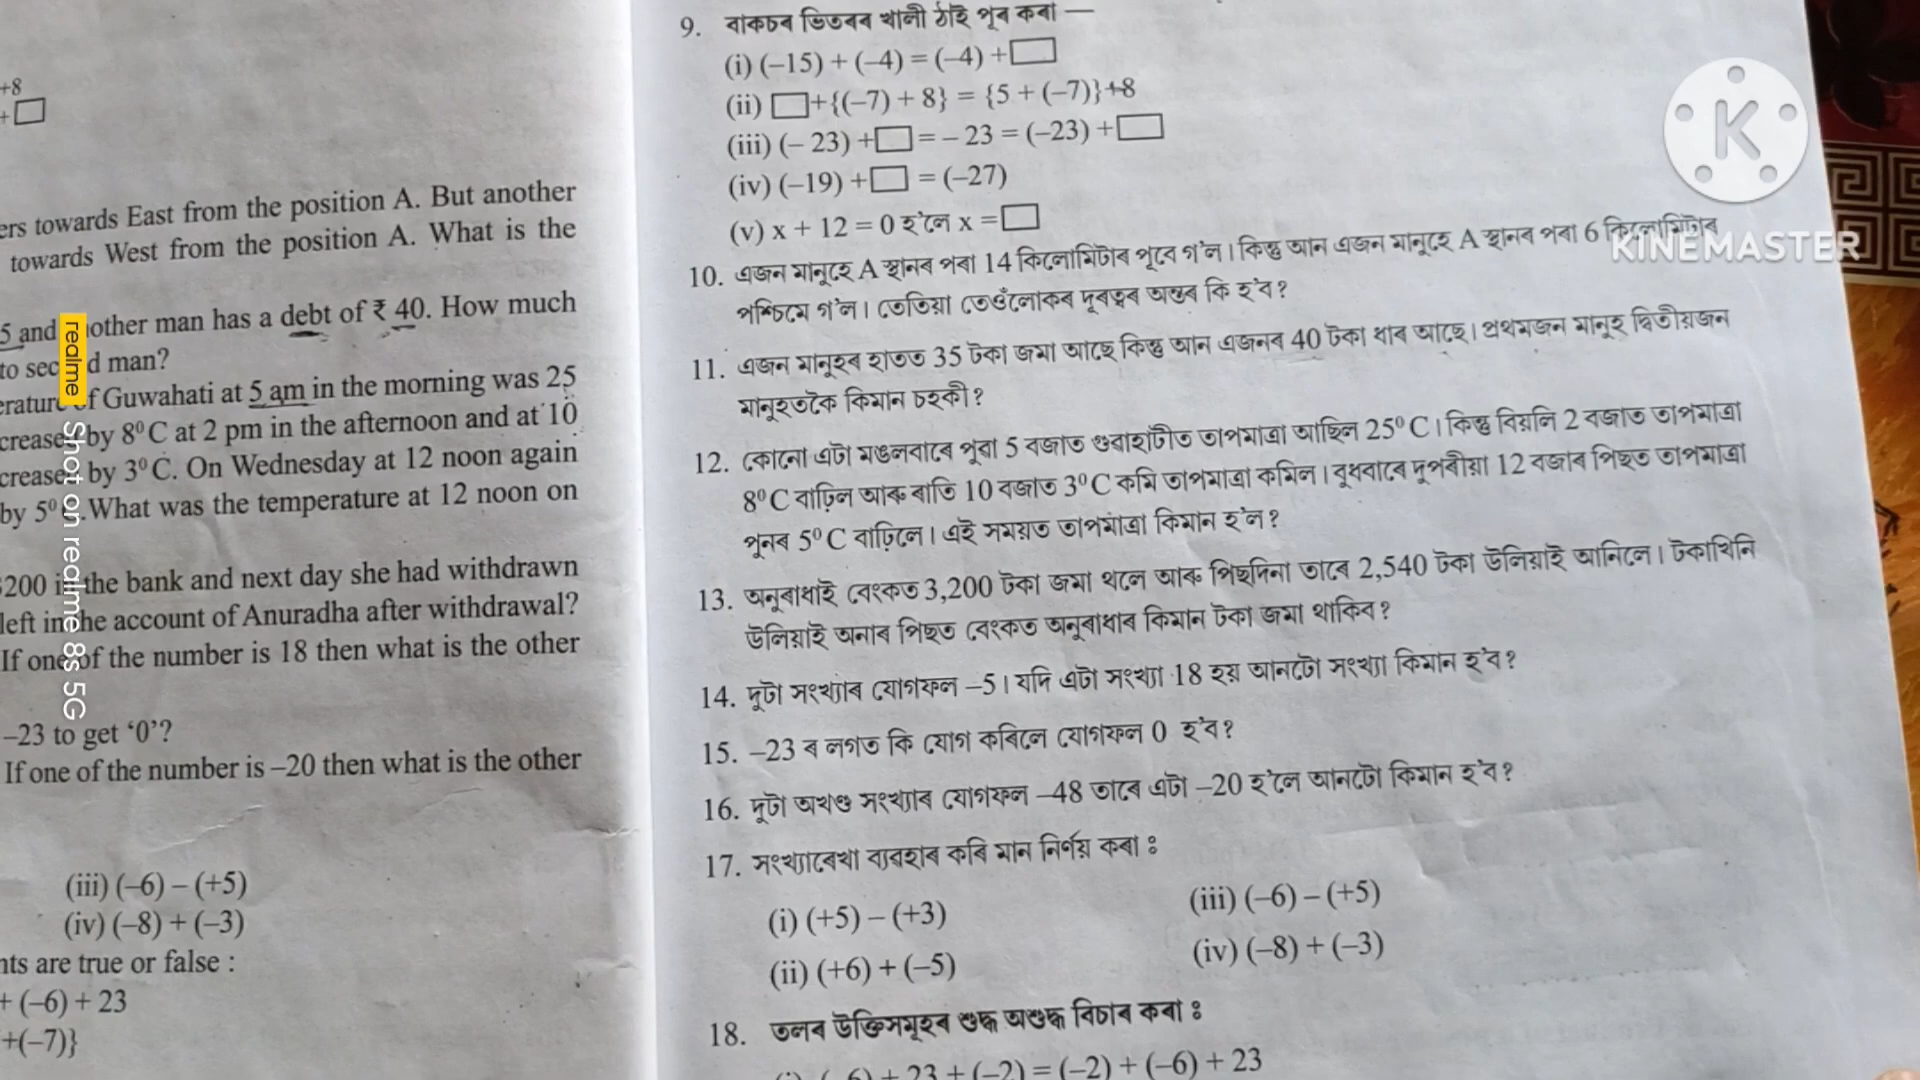 +8
+□
ers towards East from the position A. But another
towards West from the position A. What is the
5 and another man has a debt of ₹ 40. How much
to second man?
erature of Guwahati at 5 am in the morning was 25
creased by 8⁰C at 2 pm in the afternoon and at 10
creased by 3⁰C. On Wednesday at 12 noon again
by 5⁰ .What was the temperature at 12 noon on
200 in the bank and next day she had withdrawn
left in the account of Anuradha after withdrawal?
If one of the number is 18 then what is the other
–23 to get ‘0’?
If one of the number is –20 then what is the other
(iii) (–6) – (+5)
(iv) (–8) + (–3)
nts are true or false :
+ (–6) + 23
+(–7)}
9. বাকচৰ ভিতৰৰ খালী ঠাই পূৰ কৰা —
(i) (–15) + (–4) = (–4) + □
(ii) □+{(–7) + 8} = {5 + (–7)}+8
(iii) (– 23) +□ = – 23 = (–23) + □
(iv) (–19) +□ = (–27)
(v) x + 12 = 0 হ'লে x = □
10. এজন মানুহে A স্থানৰ পৰা 14 কিলোমিটাৰ পূবে গ'ল। কিন্তু আন এজন মানুহে A স্থানৰ পৰা 6 কিলোমিটাৰ
পশ্চিমে গ'ল। তেতিয়া তেওঁলোকৰ দূৰত্বৰ অন্তৰ কি হ'ব?
11. এজন মানুহৰ হাতত 35 টকা জমা আছে কিন্তু আন এজনৰ 40 টকা ধাৰ আছে। প্ৰথমজন মানুহ দ্বিতীয়জন
মানুহতকৈ কিমান চহকী?
12. কোনো এটা মঙলবাৰে পুৱা 5 বজাত গুৱাহাটীত তাপমাত্ৰা আছিল 25⁰ C। কিন্তু বিয়লি 2 বজাত তাপমাত্ৰা
8⁰ C বাঢ়িল আৰু ৰাতি 10 বজাত 3⁰ C কমি তাপমাত্ৰা কমিল। বুধবাৰে দুপৰীয়া 12 বজাৰ পিছত তাপমাত্ৰা
পুনৰ 5⁰ C বাঢ়িলে। এই সময়ত তাপমাত্ৰা কিমান হ'ল?
13. অনুৰাধাই বেংকত 3,200 টকা জমা থলে আৰু পিছদিনা তাৰে 2,540 টকা উলিয়াই আনিলে। টকাখিনি
উলিয়াই অনাৰ পিছত বেংকত অনুৰাধাৰ কিমান টকা জমা থাকিব?
14. দুটা সংখ্যাৰ যোগফল –5। যদি এটা সংখ্যা 18 হয় আনটো সংখ্যা কিমান হ'ব?
15. –23 ৰ লগত কি যোগ কৰিলে যোগফল 0 হ'ব?
16. দুটা অখণ্ড সংখ্যাৰ যোগফল –48 তাৰে এটা –20 হ'লে আনটো কিমান হ'ব?
17. সংখ্যাৰেখা ব্যৱহাৰ কৰি মান নিৰ্ণয় কৰা ঃ
(i) (+5) – (+3)
(iii) (–6) – (+5)
(ii) (+6) + (–5)
(iv) (–8) + (–3)
18. তলৰ উক্তিসমূহৰ শুদ্ধ অশুদ্ধ বিচাৰ কৰা ঃ
6) + 23 + (–2) = (–2) + (–6) + 23
K
KINEMASTER
realme Shot on realme 8s 5G